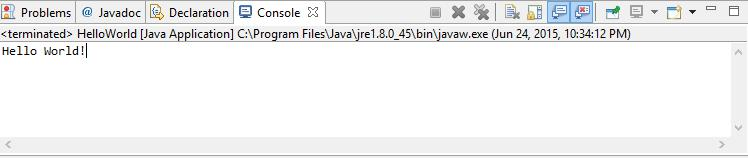 Problems @ Javadoc Declaration Console
<terminated> HelloWorld [Java Application] C:\Program Files\Java\jre1.8.0_45\bin\javaw.exe (Jun 24, 2015, 10:34:12 PM)
Hello World!